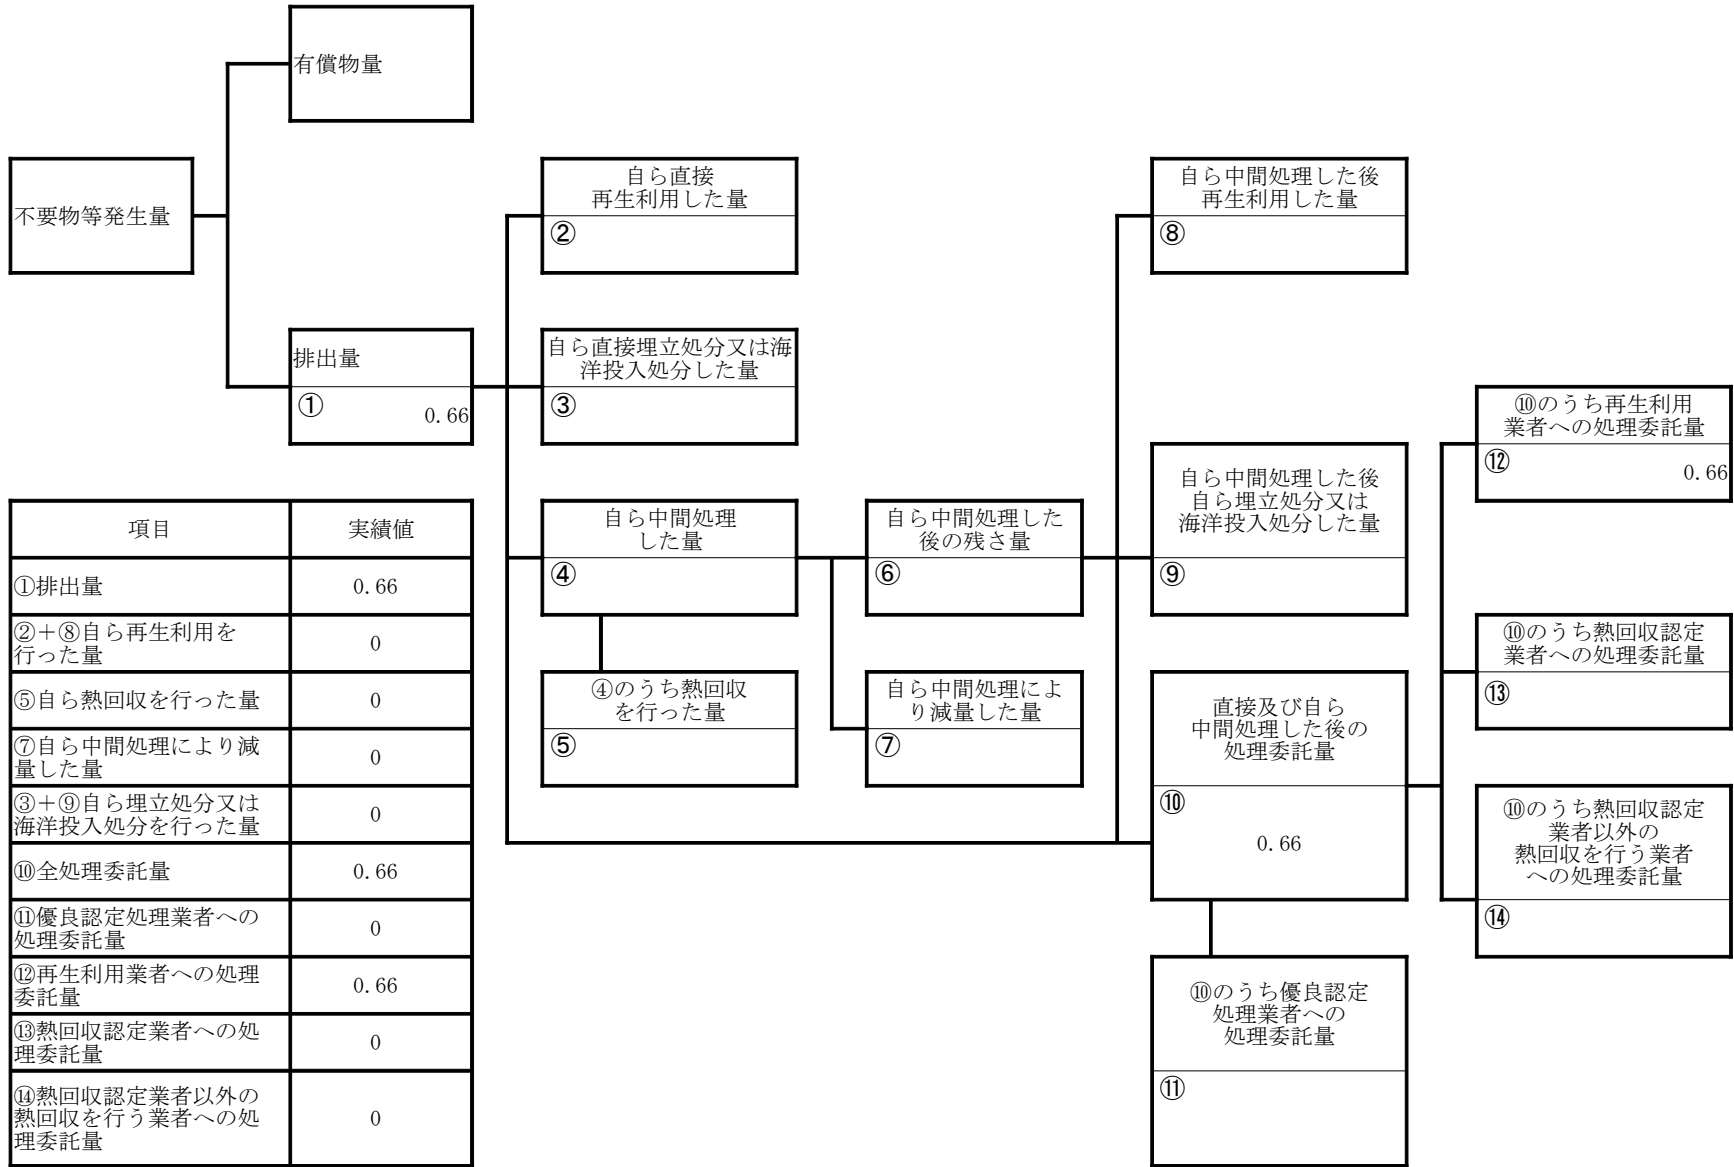 有償物量
不要物等発生量
自ら直接
再生利用した量
②
自ら中間処理した後
再生利用した量
⑧
排出量
①
0.66
自ら直接埋立処分又は海
洋投入処分した量
③
⑩のうち再生利用
業者への処理委託量
⑫
0.66
自ら中間処理した後
自ら埋立処分又は
海洋投入処分した量
⑨
自ら中間処理
した量
④
自ら中間処理した
後の残さ量
⑥
⑩のうち熱回収認定
業者への処理委託量
⑬
④のうち熱回収
を行った量
⑤
自ら中間処理によ
り減量した量
⑦
直接及び自ら
中間処理した後の
処理委託量
⑩
0.66
⑩のうち熱回収認定
業者以外の
熱回収を行う業者
への処理委託量
⑭
⑩のうち優良認定
処理業者への
処理委託量
⑪
項目 実績値
①排出量 0.66
②＋⑧自ら再生利用を
行った量 0
⑤自ら熱回収を行った量 0
⑦自ら中間処理により減
量した量 0
③＋⑨自ら埋立処分又は
海洋投入処分を行った量 0
⑩全処理委託量 0.66
⑪優良認定処理業者への
処理委託量 0
⑫再生利用業者への処理
委託量 0.66
⑬熱回収認定業者への処
理委託量 0
⑭熱回収認定業者以外の
熱回収を行う業者への処
理委託量 0